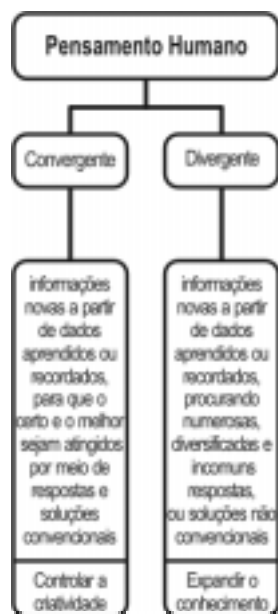 Pensamento Humano
Convergente
Divergente
informações
novas a partir
de dados
aprendidos ou
recordados,
para que o
certo e o melhor
sejam atingidos
por meio de
respostas e
soluções
convencionais
Controlar a
criatividade
informações
novas a partir
de dados
aprendidos ou
recordados,
procurando
numerosas,
diversificadas e
incomuns
respostas,
ou soluções não
convencionais
Expandir o
conhecimento